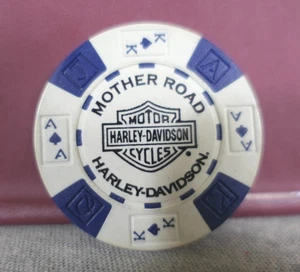 MOTHER ROAD
MOTOR
HARLEY-DAVIDSON
CYCLES
®
HARLEY-DAVIDSON.
K K
A
A A
K K
A A